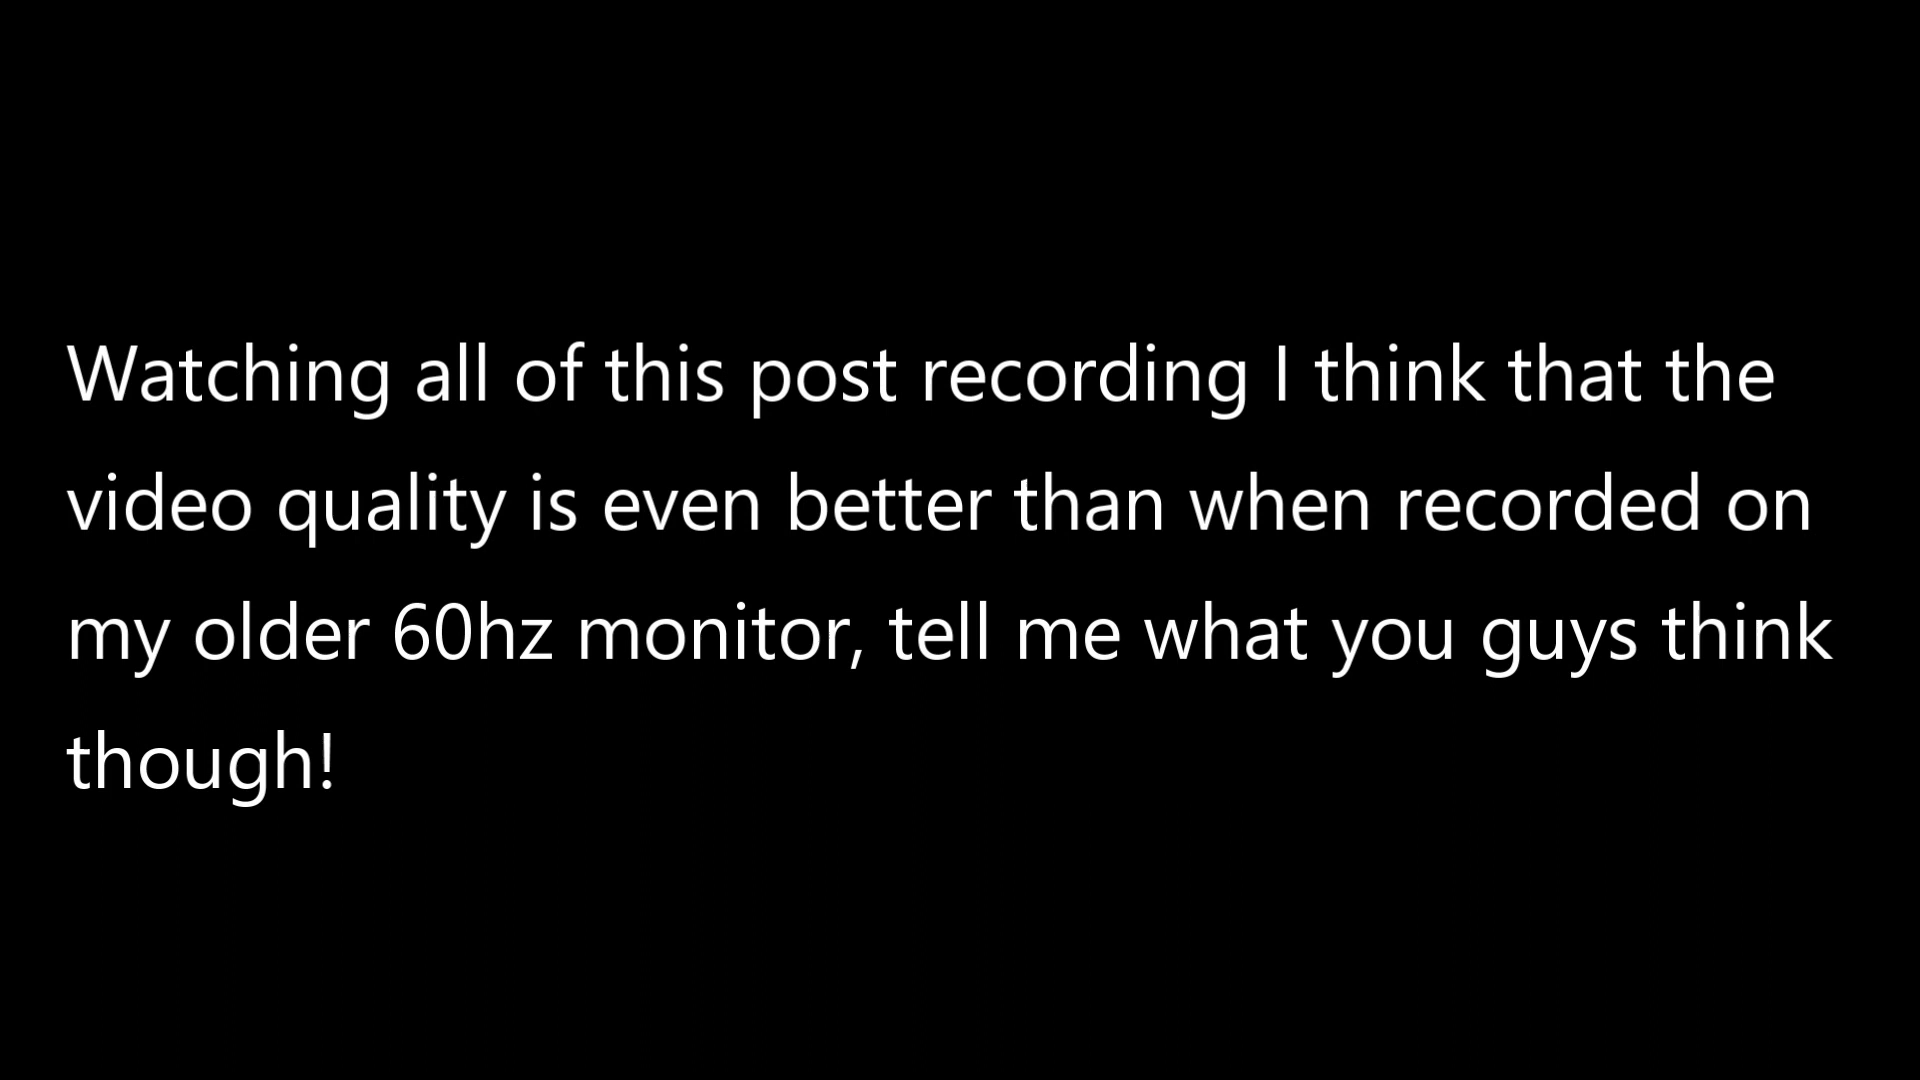 Watching all of this post recording I think that the
video quality is even better than when recorded on
my older 60hz monitor, tell me what you guys think
though!